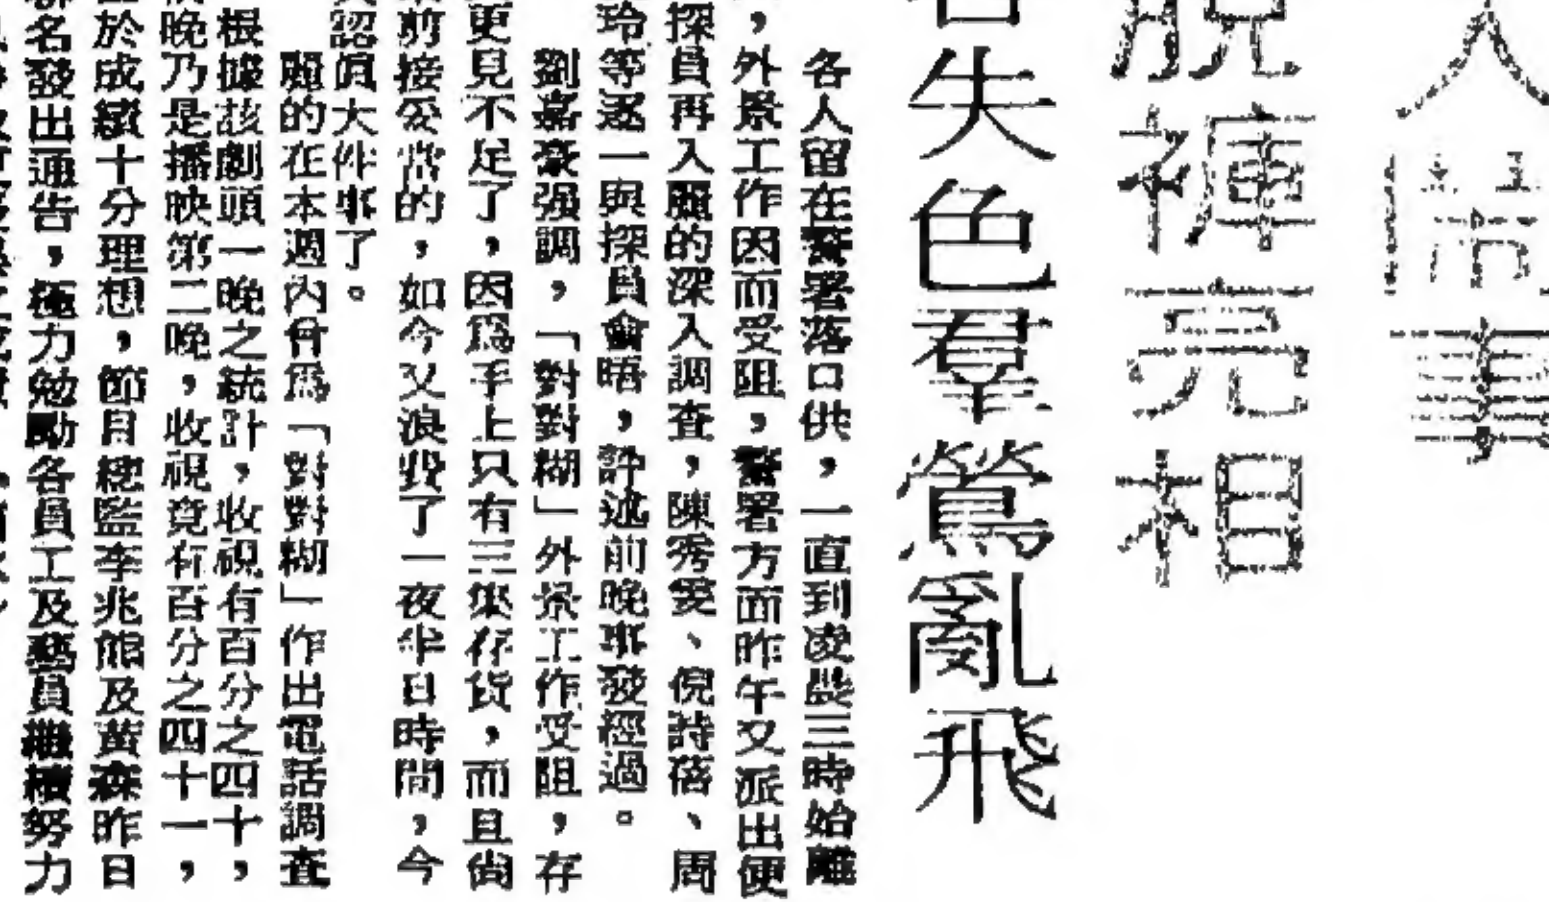 人閒事
脫褲亮相
名失色羣鶯亂飛
各人留在警署落口供，一直到凌晨三時始離
，外景工作因而受阻，警署方面昨午又派出便
探員再入麗的深入調查，陳秀雯、倪詩蓓、周
玲等逐一與探員會晤，詳述前晚事發經過。
劉嘉豪强調，「對對糊」外景工作受阻，存
更見不足了，因爲手上只有三集存貨，而且尙
前接受常的，如今又浪費了一夜半日時間，今
認眞大件事了。
麗的在本週內曾爲「對對糊」作出電話調查
根據該劇頭一晚之統計，收視有百分之四十，
晚乃是播映第二晚，收視竟有百分之四十一，
於成績十分理想，節目總監李兆熊及黃森昨日
名發出通告，極力勉勵各員工及藝員繼續努力